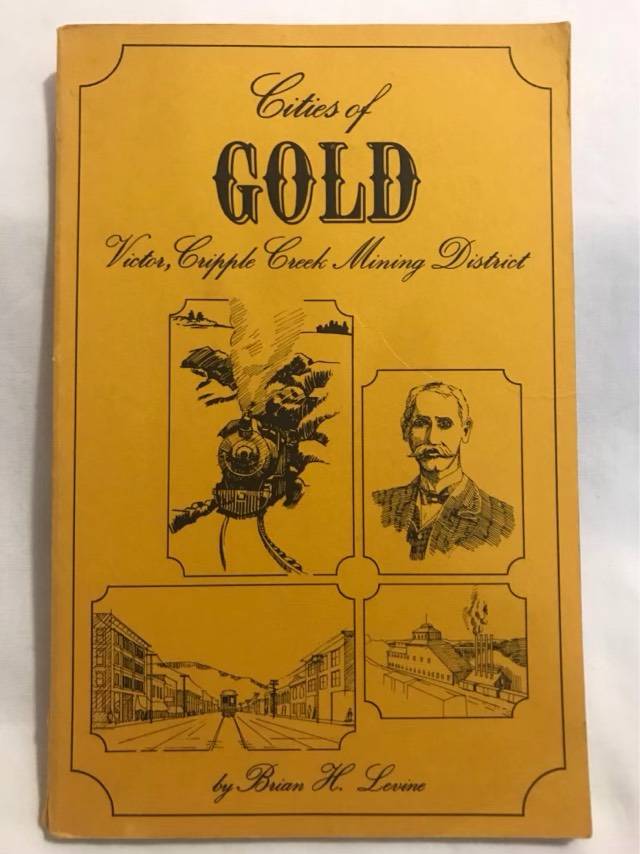 Cities of
GOLD
Victor, Cripple Creek Mining District
by Brian H. Levine